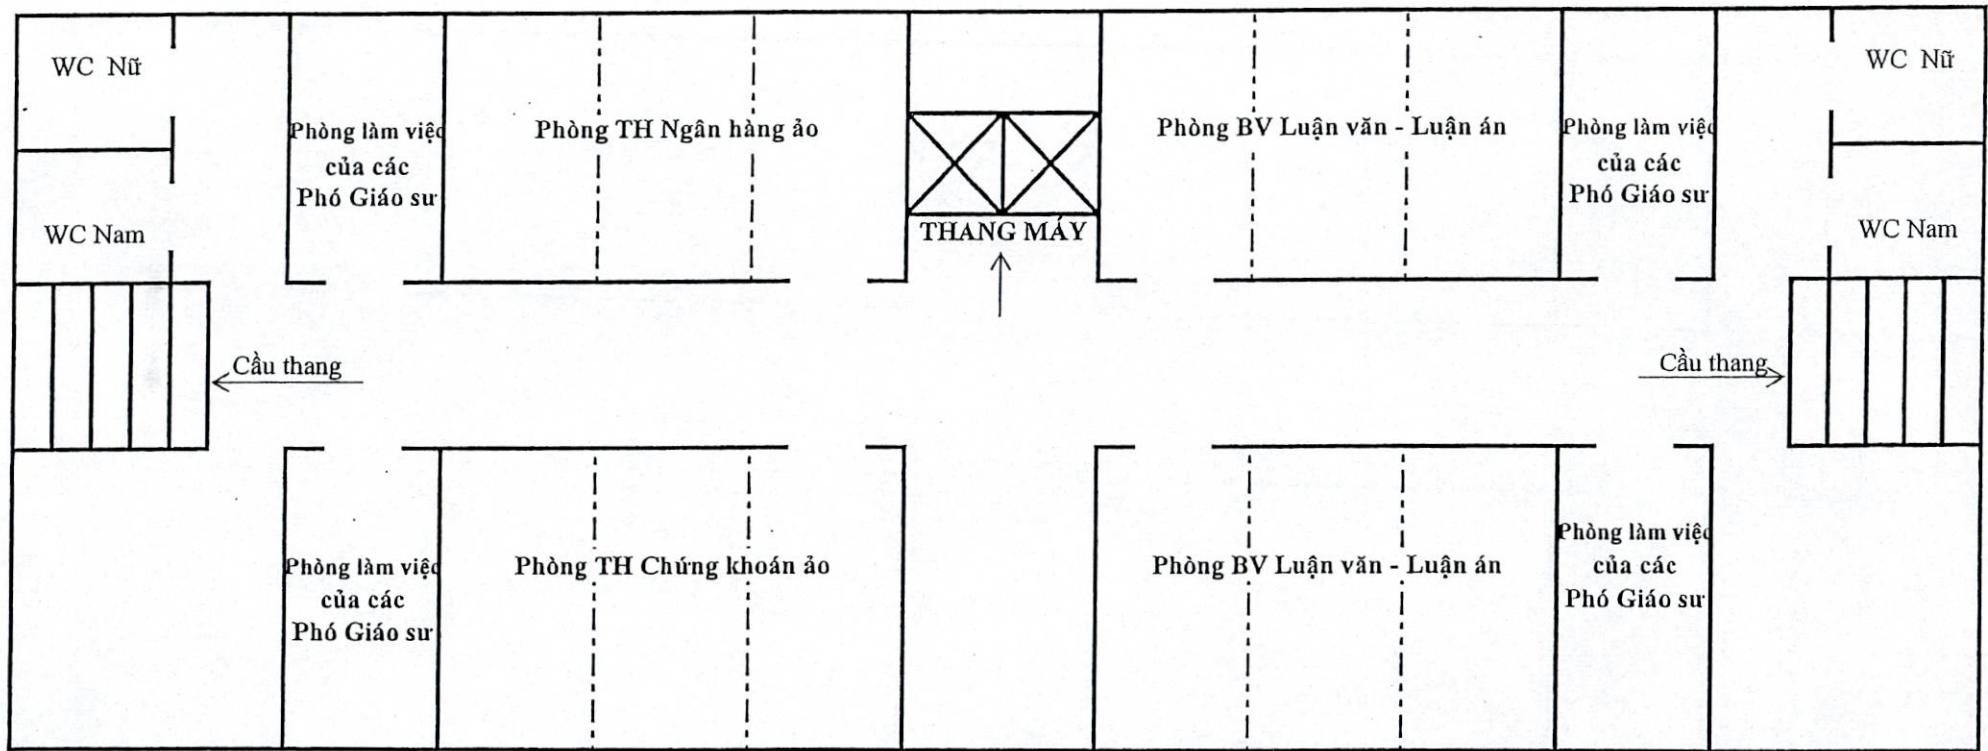 WC Nữ
WC Nam
Phòng làm việc
của các
Phó Giáo sư
Phòng TH Ngân hàng ảo
THANG MÁY
Phòng BV Luận văn - Luận án
Phòng làm việc
của các
Phó Giáo sư
WC Nữ
WC Nam
Cầu thang
Cầu thang
Phòng làm việc
của các
Phó Giáo sư
Phòng TH Chứng khoán ảo
Phòng BV Luận văn - Luận án
Phòng làm việc
của các
Phó Giáo sư